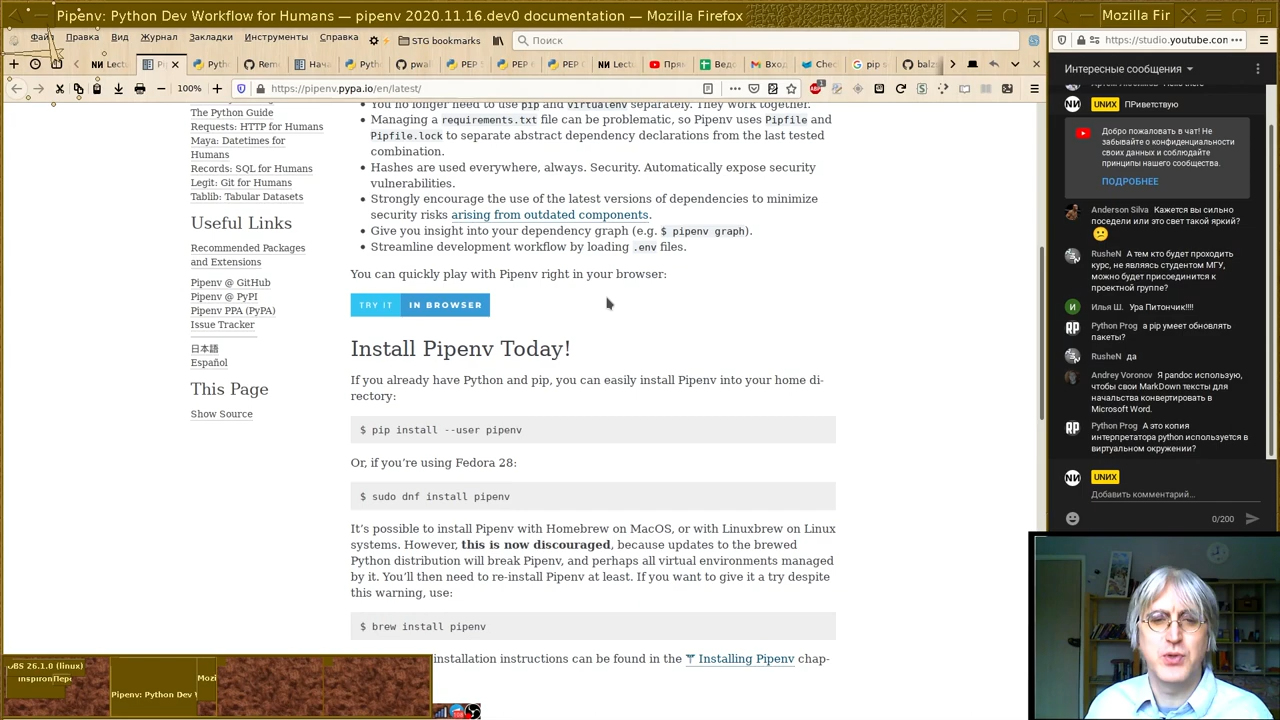 Pipenv: Python Dev Workflow for Humans — pipenv 2020.11.16.dev0 documentation — Mozilla Firefox
Файл Правка Вид Журнал Закладки Инструменты Справка
STG bookmarks
Поиск
100%
https://pipenv.pypa.io/en/latest/
The Python Guide
Requests: HTTP for Humans
Maya: Datetimes for
Humans
Records: SQL for Humans
Legit: Git for Humans
Tablib: Tabular Datasets
Useful Links
Recommended Packages
and Extensions
Pipenv @ GitHub
Pipenv @ PyPI
Pipenv PPA (PyPA)
Issue Tracker
日本語
Español
This Page
Show Source
You no longer need to use pip and virtualenv separately. They work together.
Managing a requirements.txt file can be problematic, so Pipenv uses Pipfile and
Pipfile.lock to separate abstract dependency declarations from the last tested
combination.
Hashes are used everywhere, always. Security. Automatically expose security
vulnerabilities.
Strongly encourage the use of the latest versions of dependencies to minimize
security risks arising from outdated components.
Give you insight into your dependency graph (e.g. $ pipenv graph).
Streamline development workflow by loading .env files.
You can quickly play with Pipenv right in your browser:
TRY IT IN BROWSER
Install Pipenv Today!
If you already have Python and pip, you can easily install Pipenv into your home di-
rectory:
$ pip install --user pipenv
Or, if you’re using Fedora 28:
$ sudo dnf install pipenv
It’s possible to install Pipenv with Homebrew on MacOS, or with Linuxbrew on Linux
systems. However, this is now discouraged, because updates to the brewed
Python distribution will break Pipenv, and perhaps all virtual environments managed
by it. You’ll then need to re-install Pipenv at least. If you want to give it a try despite
this warning, use:
$ brew install pipenv
installation instructions can be found in the Installing Pipenv chap-
OBS 26.1.0 (linux)
Pipenv: Python Dev
Mozi
Mozilla Fir
https://studio.youtube.con
Интересные сообщения
UNИX ПРиветствую
Добро пожаловать в чат! Не
забывайте о конфиденциальности
своих данных и соблюдайте
принципы нашего сообщества.
ПОДРОБНЕЕ
Anderson Silva Кажется вы сильно
поседели или это свет такой яркий?
RusheN А тем кто будет проходить
курс, не являясь студентом МГУ,
можно будет присоединится к
проектной группе?
Илья Ш. Ура Питончик!!!!
Python Prog а pip умеет обновлять
пакеты?
RusheN да
Andrey Voronov Я pandoc использую,
чтобы свои MarkDown тексты для
начальства конвертировать в
Microsoft Word.
Python Prog А это копия
интерпретатора python используется в
виртуальном окружении?
UNИX
Добавить комментарий...
0/200